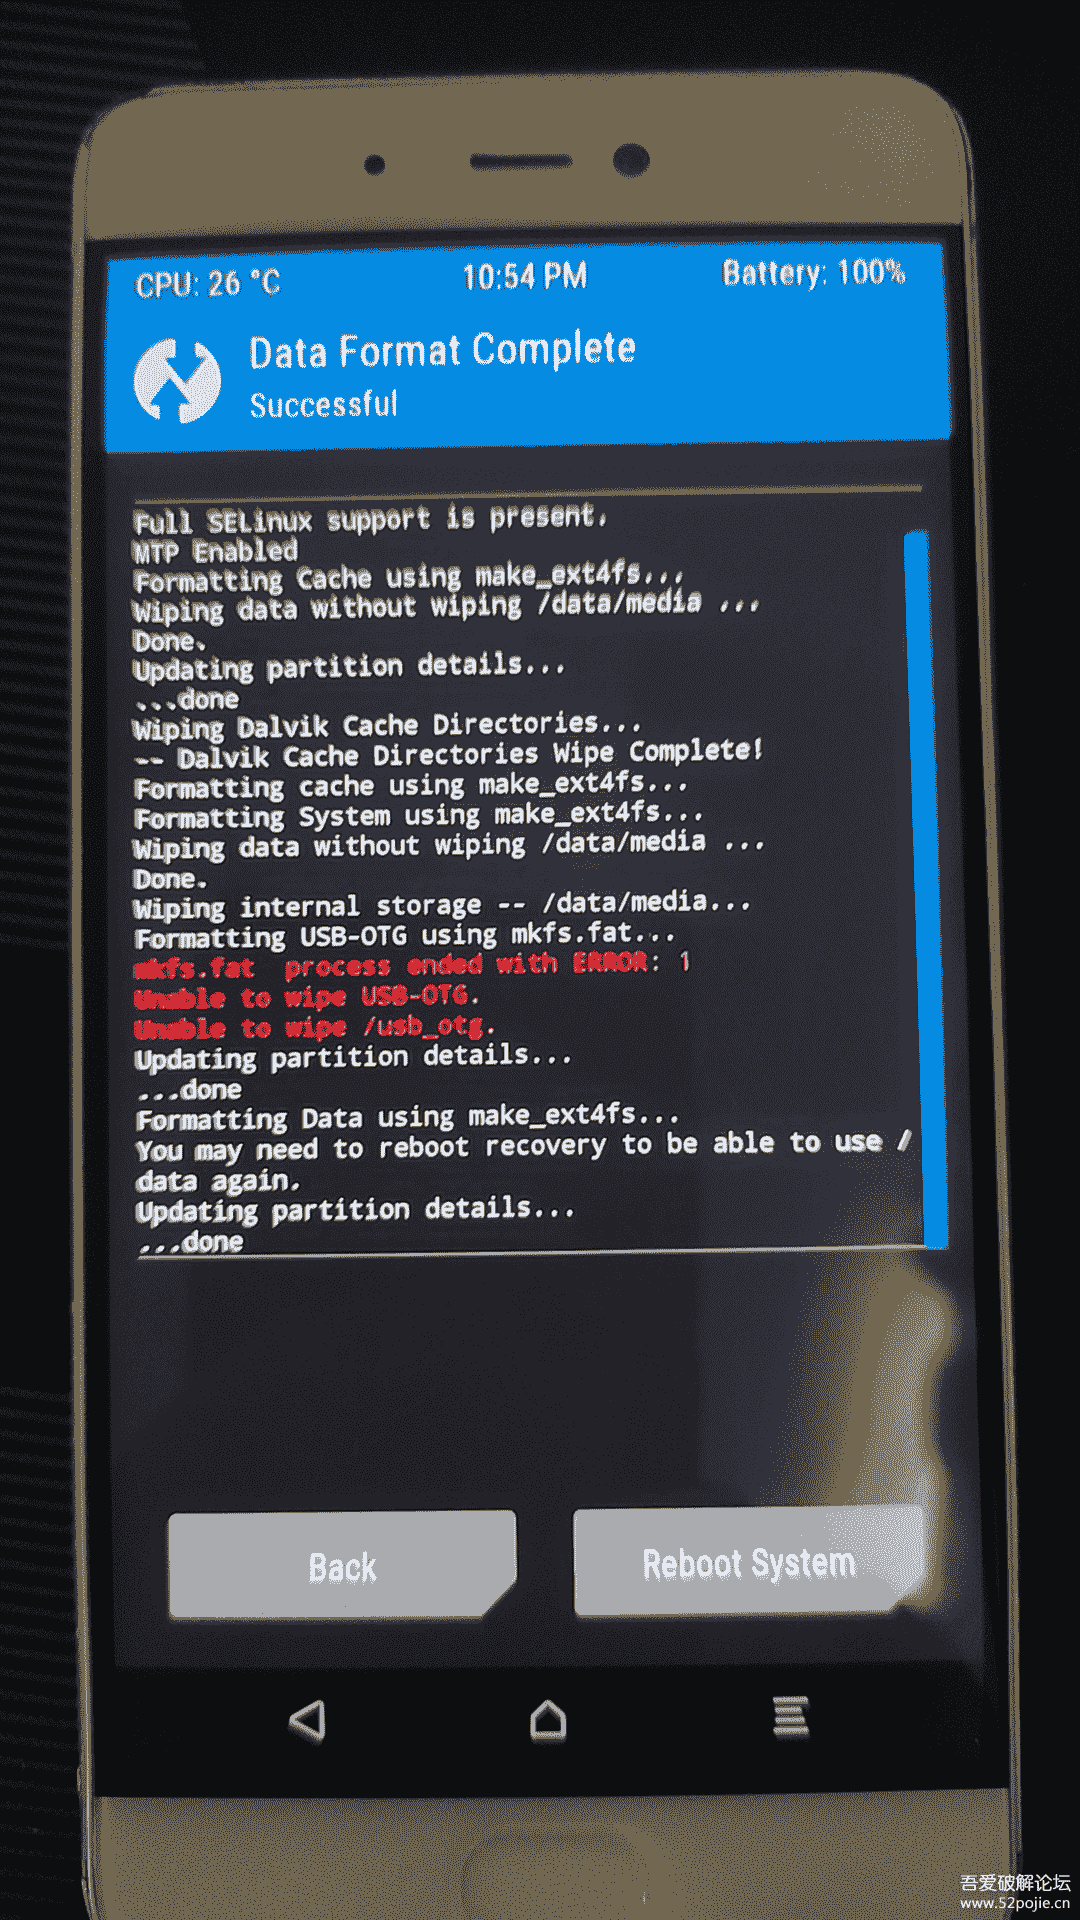 CPU: 26 °C
10:54 PM
Battery: 100%
Data Format Complete
Successful
Full SELinux support is present.
MTP Enabled
Formatting Cache using make_ext4fs...
Wiping data without wiping /data/media ...
Done.
Updating partition details...
...done
Wiping Dalvik Cache Directories...
-- Dalvik Cache Directories Wipe Complete!
Formatting cache using make_ext4fs...
Formatting System using make_ext4fs...
Wiping data without wiping /data/media ...
Done.
Wiping internal storage -- /data/media...
Formatting USB-OTG using mkfs.fat...
mkfs.fat  process ended with ERROR: 1
Unable to wipe USB-OTG.
Unable to wipe /usb_otg.
Updating partition details...
...done
Formatting Data using make_ext4fs...
You may need to reboot recovery to be able to use /
data again.
Updating partition details...
...done
Back
Reboot System
吾爱破解论坛
www.52pojie.cn